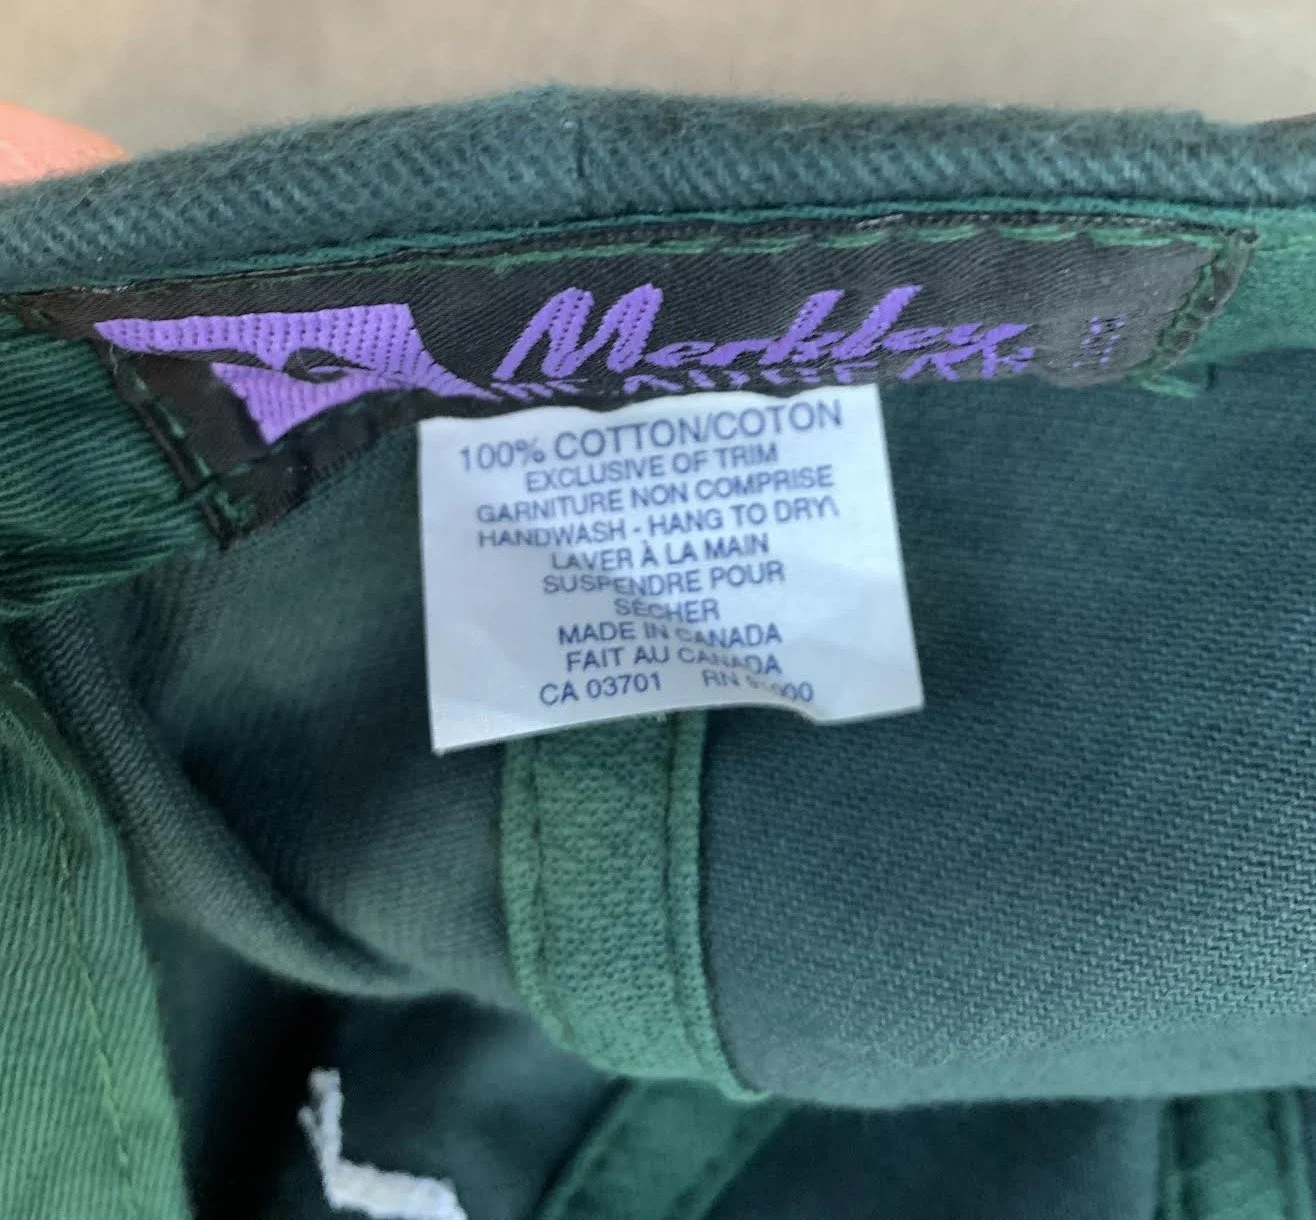 Merkley
HEADGEAR
100% COTTON/COTON
EXCLUSIVE OF TRIM
GARNITURE NON COMPRISE
HANDWASH - HANG TO DRY\
LAVER À LA MAIN
SUSPENDRE POUR
SÉCHER
MADE IN CANADA
FAIT AU CANADA
CA 03701 RN